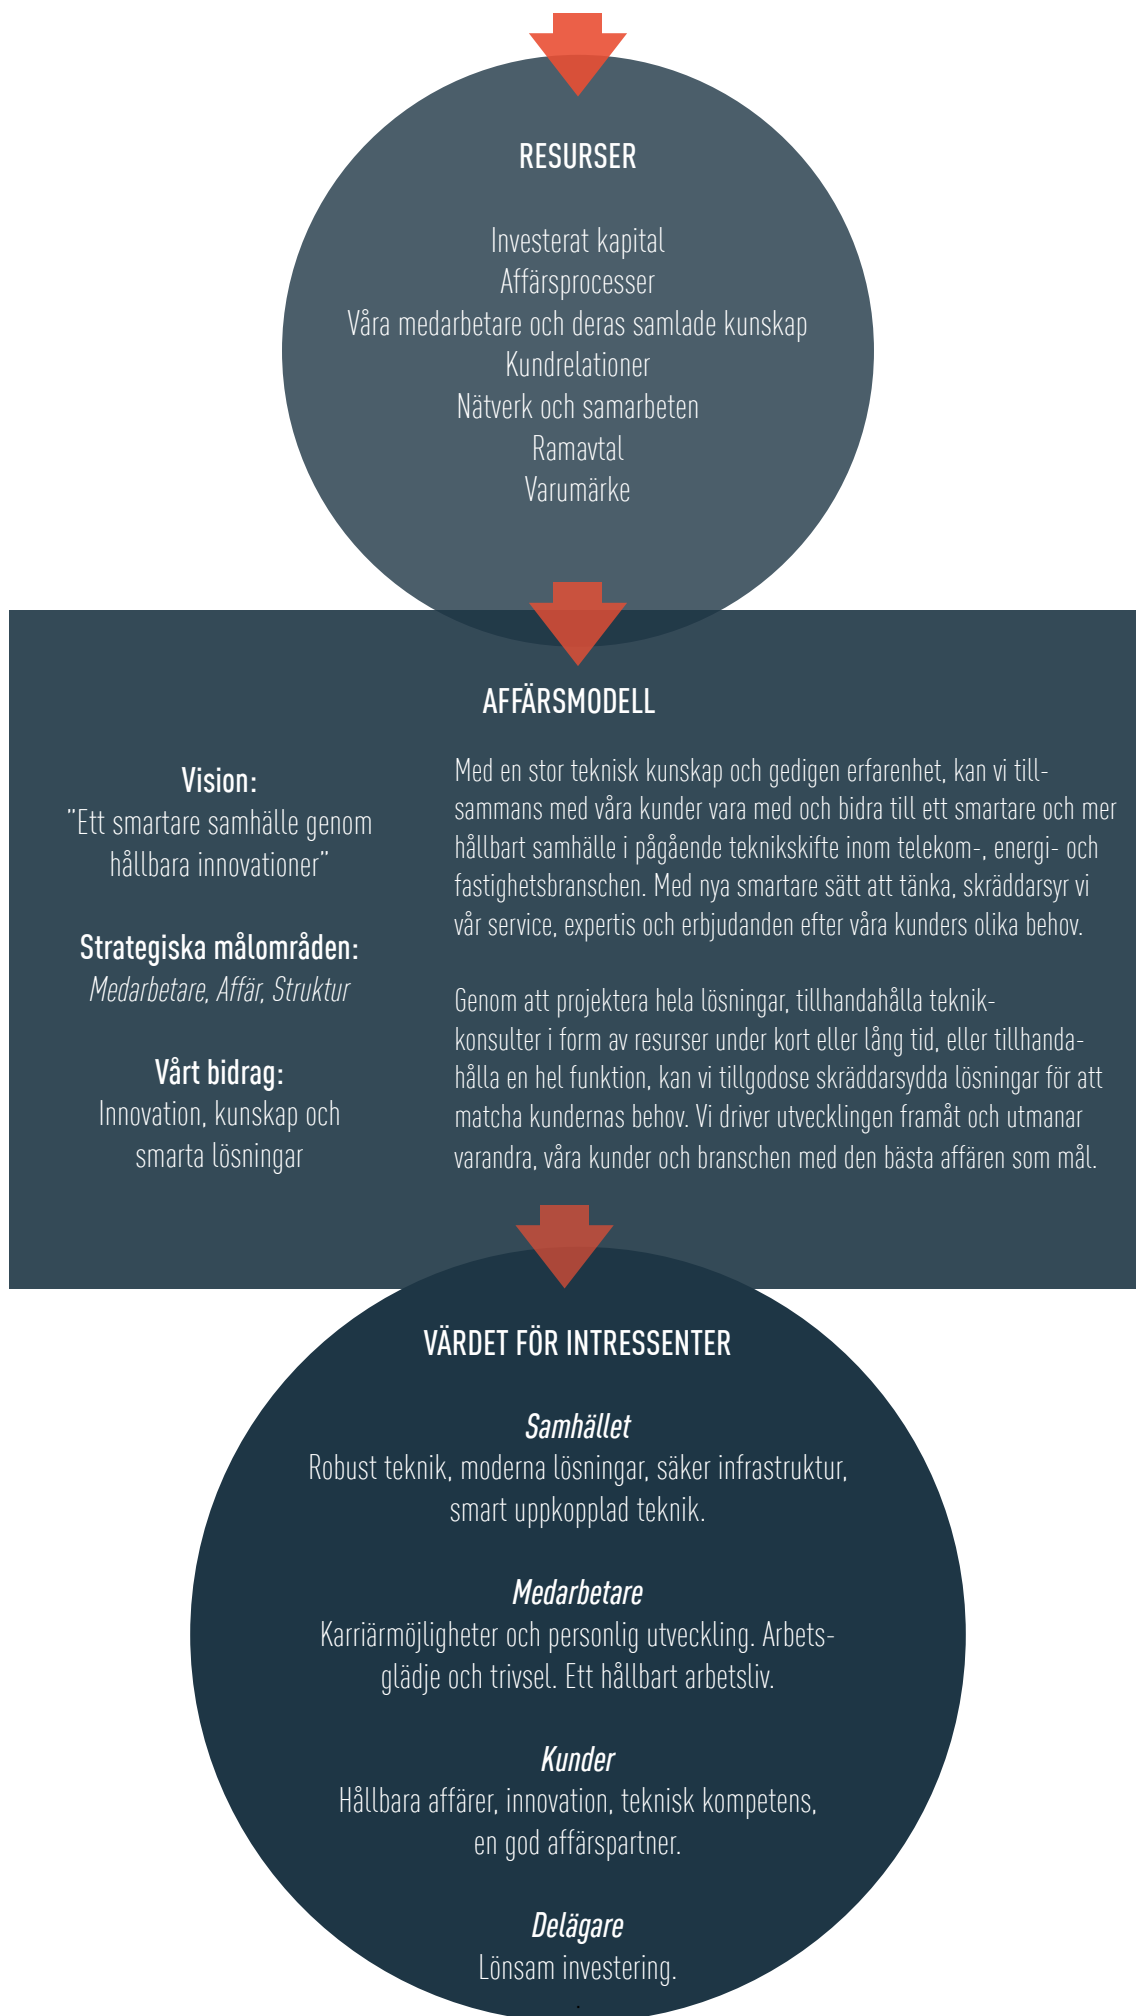 RESURSER
Investerat kapital
Affärsprocesser
Våra medarbetare och deras samlade kunskap
Kundrelationer
Nätverk och samarbeten
Ramavtal
Varumärke
AFFÄRSMODELL
Vision:
”Ett smartare samhälle genom
hållbara innovationer”
Strategiska målområden:
Medarbetare, Affär, Struktur
Vårt bidrag:
Innovation, kunskap och
smarta lösningar
Med en stor teknisk kunskap och gedigen erfarenhet, kan vi till-
sammans med våra kunder vara med och bidra till ett smartare och mer
hållbart samhälle i pågående teknikskifte inom telekom-, energi- och
fastighetsbranschen. Med nya smartare sätt att tänka, skräddarsyr vi
vår service, expertis och erbjudanden efter våra kunders olika behov.
Genom att projektera hela lösningar, tillhandahålla teknik-
konsulter i form av resurser under kort eller lång tid, eller tillhanda-
hålla en hel funktion, kan vi tillgodose skräddarsydda lösningar för att
matcha kundernas behov. Vi driver utvecklingen framåt och utmanar
varandra, våra kunder och branschen med den bästa affären som mål.
VÄRDET FÖR INTRESSENTER
Samhället
Robust teknik, moderna lösningar, säker infrastruktur,
smart uppkopplad teknik.
Medarbetare
Karriärmöjligheter och personlig utveckling. Arbets-
glädje och trivsel. Ett hållbart arbetsliv.
Kunder
Hållbara affärer, innovation, teknisk kompetens,
en god affärspartner.
Delägare
Lönsam investering.
.